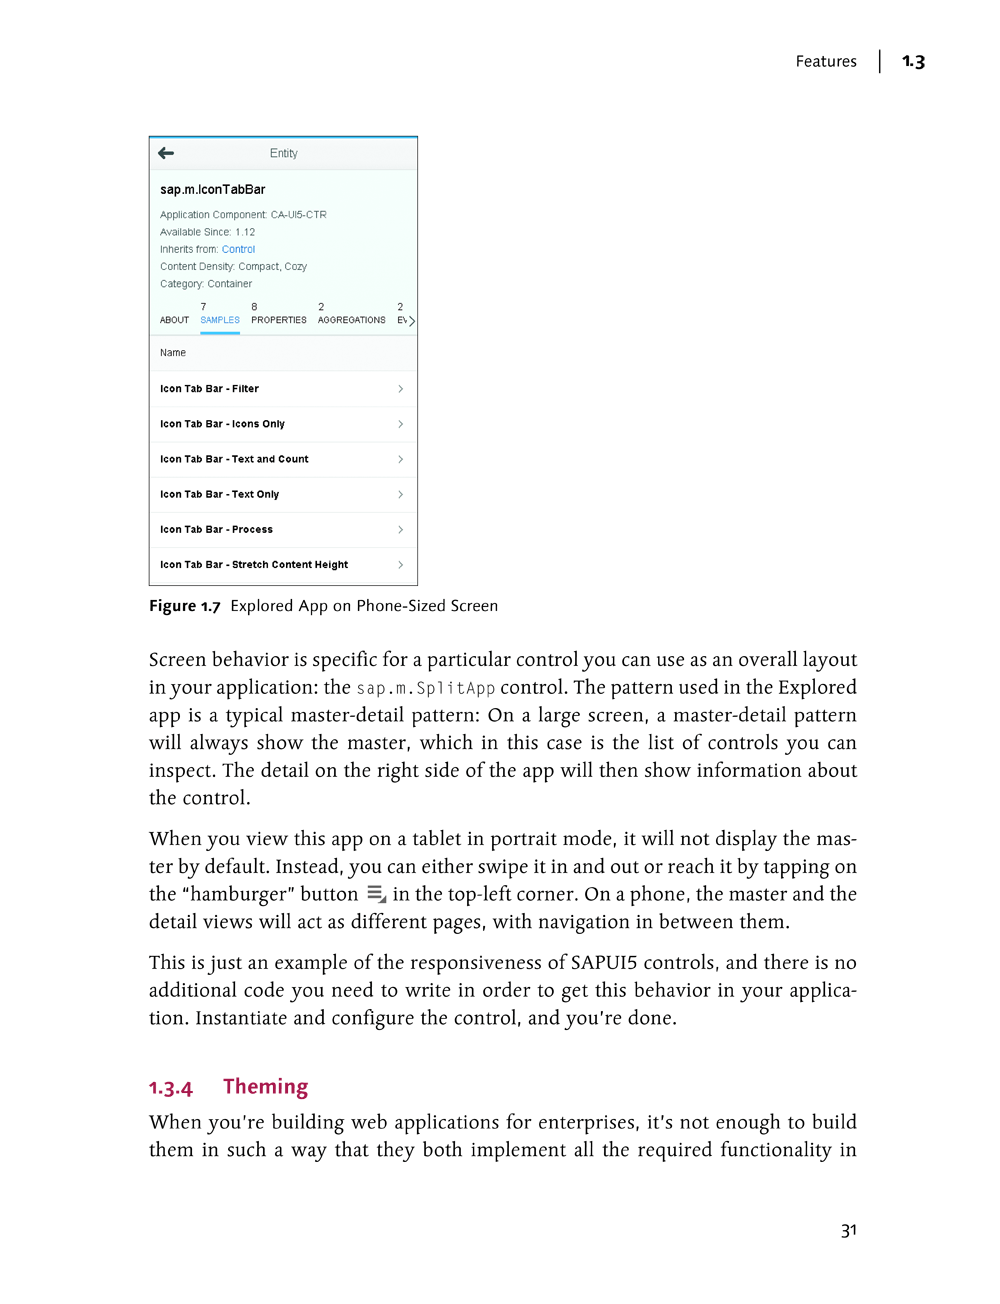 Features 1.3
Entity
sap.m.IconTabBar
Application Component: CA-UI5-CTR
Available Since: 1.12
Inherits from: Control
Content Density: Compact, Cozy
Category: Container
7 8 2 2
ABOUT SAMPLES PROPERTIES AGGREGATIONS EV
Name
Icon Tab Bar - Filter
Icon Tab Bar - Icons Only
Icon Tab Bar - Text and Count
Icon Tab Bar - Text Only
Icon Tab Bar - Process
Icon Tab Bar - Stretch Content Height
Figure 1.7 Explored App on Phone-Sized Screen
Screen behavior is specific for a particular control you can use as an overall layout
in your application: the sap.m.SplitApp control. The pattern used in the Explored
app is a typical master-detail pattern: On a large screen, a master-detail pattern
will always show the master, which in this case is the list of controls you can
inspect. The detail on the right side of the app will then show information about
the control.
When you view this app on a tablet in portrait mode, it will not display the mas-
ter by default. Instead, you can either swipe it in and out or reach it by tapping on
the “hamburger” button in the top-left corner. On a phone, the master and the
detail views will act as different pages, with navigation in between them.
This is just an example of the responsiveness of SAPUI5 controls, and there is no
additional code you need to write in order to get this behavior in your applica-
tion. Instantiate and configure the control, and you’re done.
1.3.4 Theming
When you’re building web applications for enterprises, it’s not enough to build
them in such a way that they both implement all the required functionality in
31